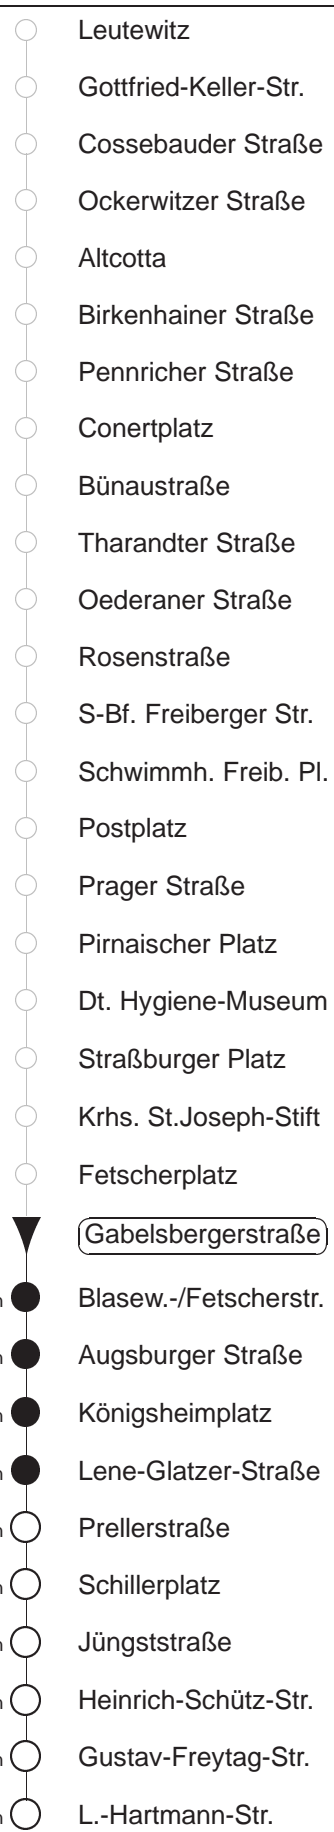 Leutewitz
Gottfried-Keller-Str.
Cossebauder Straße
Ockerwitzer Straße
Altcotta
Birkenhainer Straße
Pennricher Straße
Conertplatz
Bünaustraße
Tharandter Straße
Oederaner Straße
Rosenstraße
S-Bf. Freiberger Str.
Schwimmh. Freib. Pl.
Postplatz
Prager Straße
Pirnaischer Platz
Dt. Hygiene-Museum
Straßburger Platz
Krhs. St.Joseph-Stift
Fetscherplatz
Gabelsbergerstraße
Blasew.-/Fetscherstr.
Augsburger Straße
Königsheimplatz
Lene-Glatzer-Straße
Prellerstraße
Schillerplatz
Jüngststraße
Heinrich-Schütz-Str.
Gustav-Freytag-Str.
L.-Hartmann-Str.